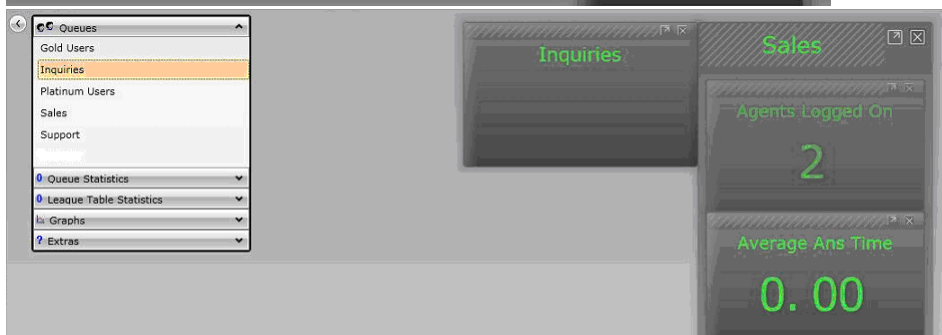 Queues
Gold Users
Inquiries
Platinum Users
Sales
Support
Queue Statistics
League Table Statistics
Graphs
Extras
Inquiries
Sales
Agents Logged On
2
Average Ans Time
0.00